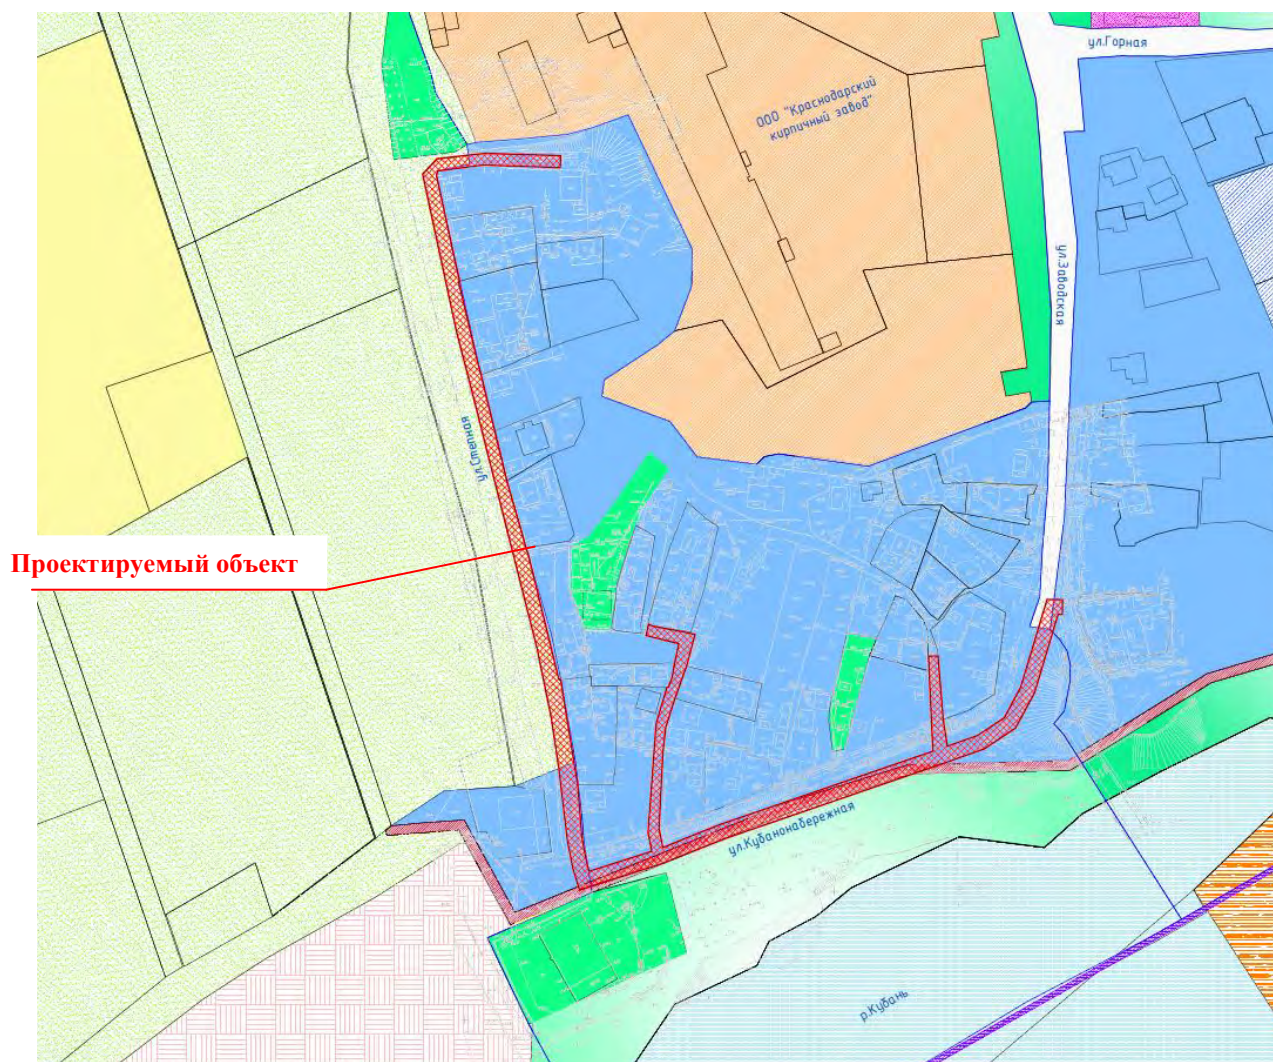 ул.Горная
ООО "Краснодарский
кирпичный завод"
ул.Заводская
ул.Степная
Проектируемый объект
ул.Кубанонабережная
р.Кубань